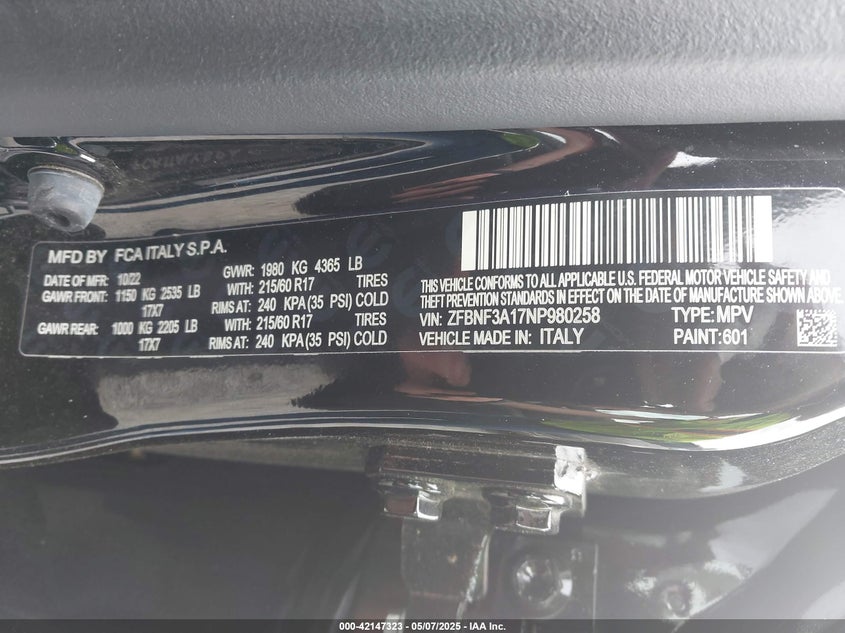 MFD BY FCA ITALY S.P.A.
DATE OF MFR: 10/22 GVWR: 1980 KG 4365 LB
GAWR FRONT: 1150 KG 2535 LB WITH: 215/60 R17 TIRES
17X7 RIMS AT: 240 KPA(35 PSI) COLD
GAWR REAR: 1000 KG 2205 LB WITH: 215/60 R17 TIRES
17X7 RIMS AT: 240 KPA(35 PSI) COLD
THIS VEHICLE CONFORMS TO ALL APPLICABLE U.S. FEDERAL MOTOR VEHICLE SAFETY AND
THEFT PREVENTION STANDARDS IN EFFECT ON THE DATE OF MANUFACTURE SHOWN ABOVE.
VIN: ZFBNF3A17NP980258 TYPE: MPV
VEHICLE MADE IN: ITALY PAINT: 601
000-42147323 - 05/07/2025 - IAA Inc.